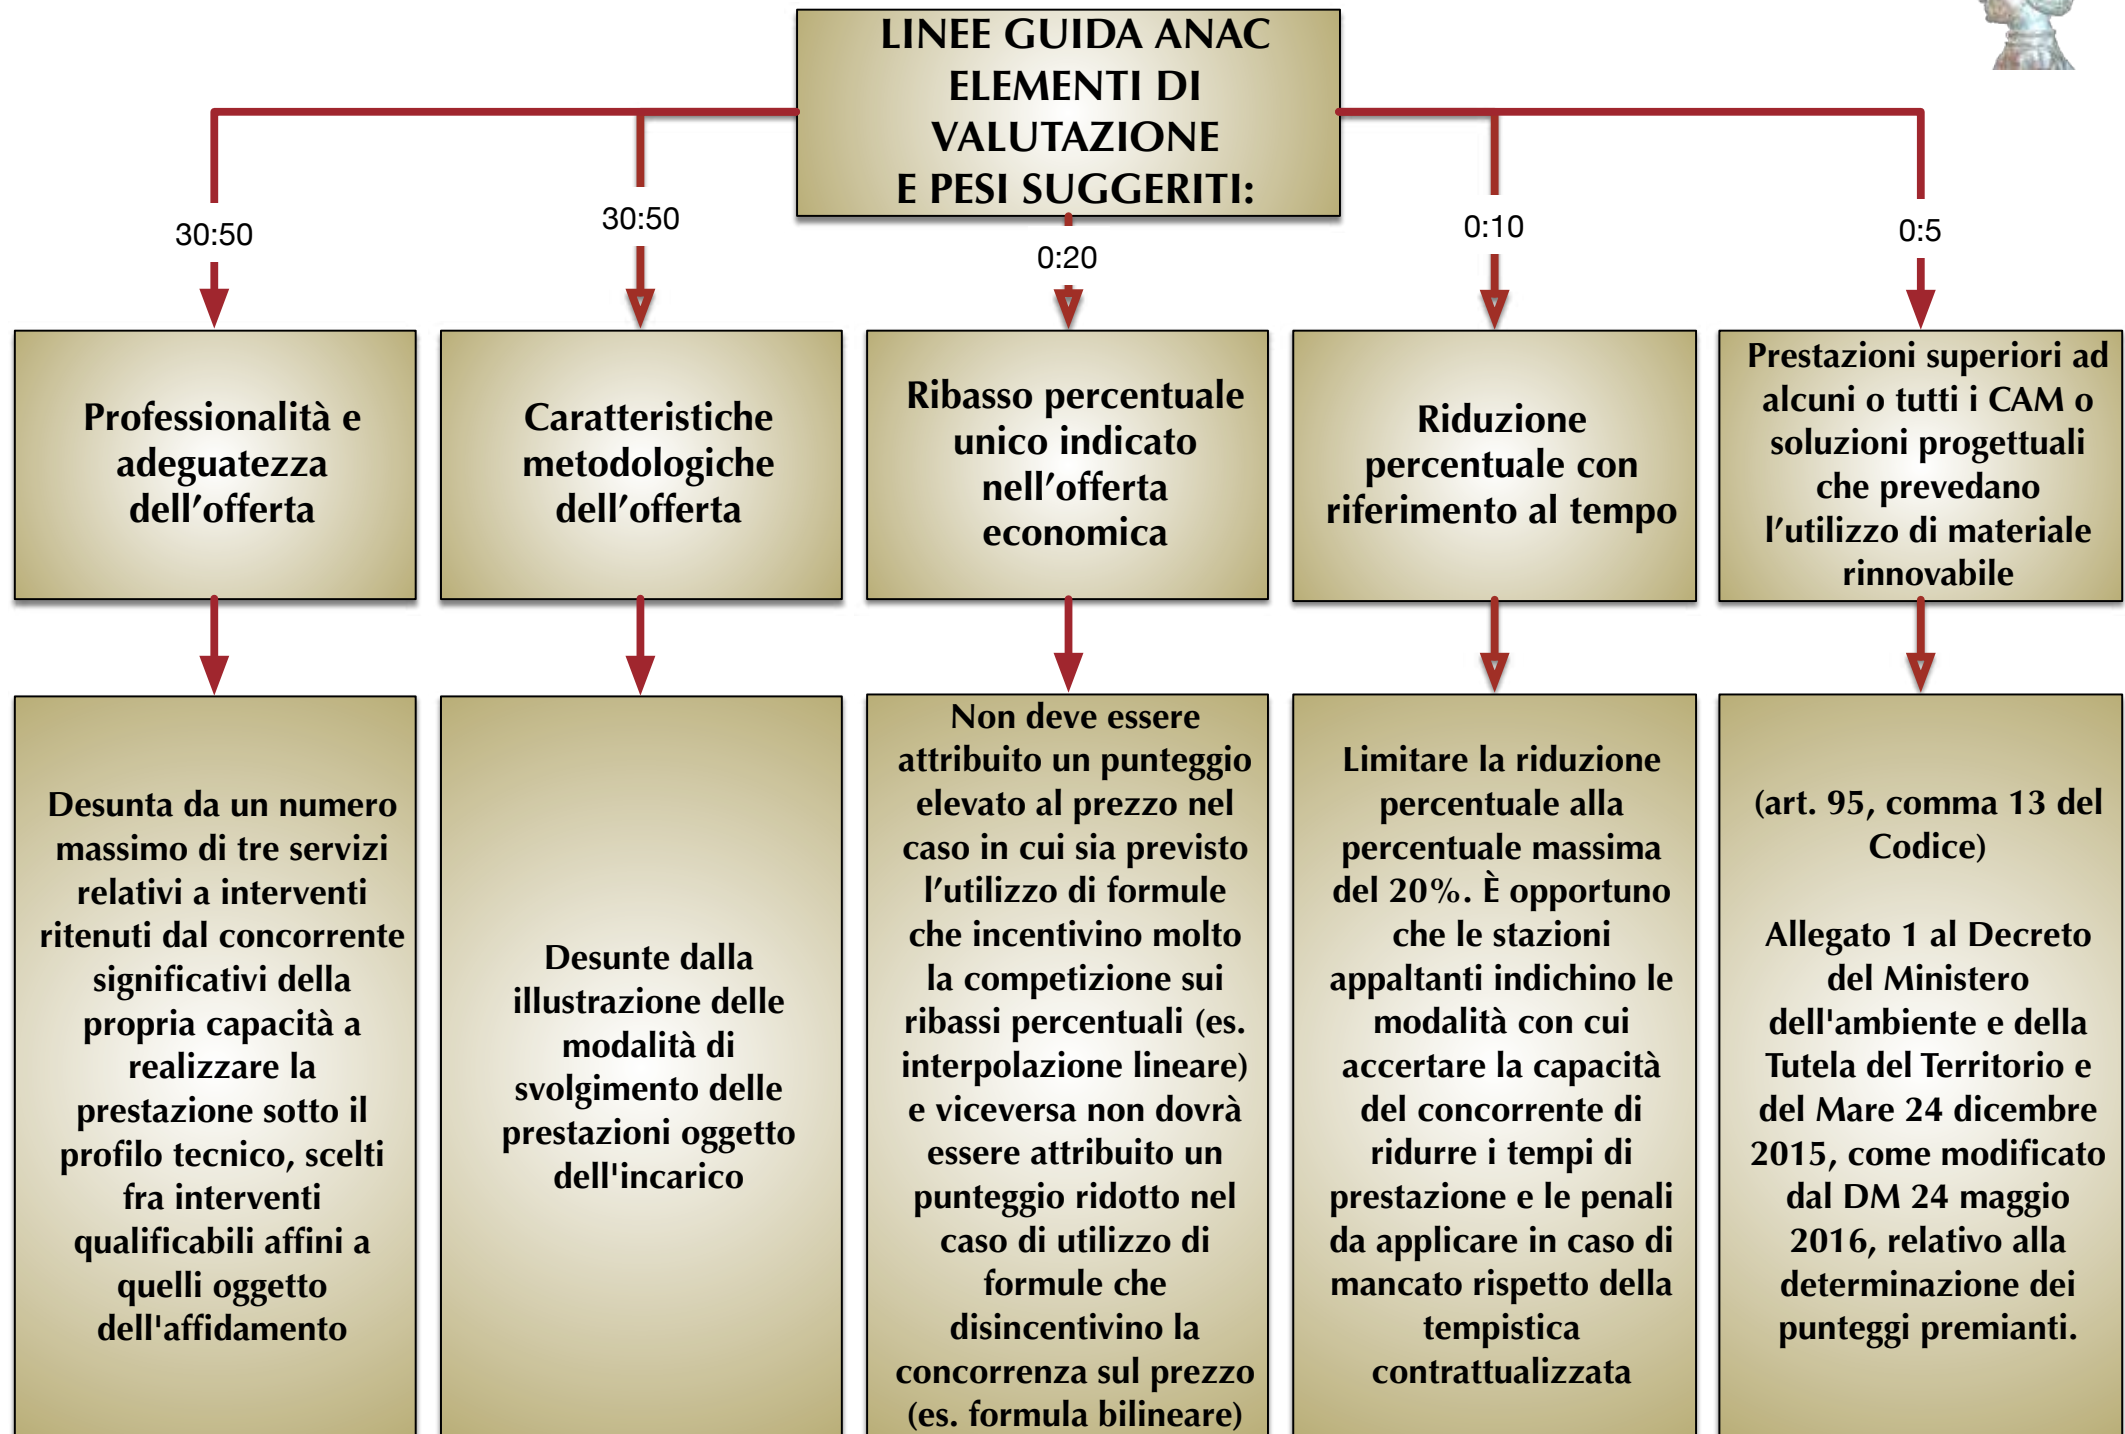 LINEE GUIDA ANAC
ELEMENTI DI
VALUTAZIONE
E PESI SUGGERITI:
30:50
30:50
0:20
0:10
0:5
Professionalità e
adeguatezza
dell’offerta
Caratteristiche
metodologiche
dell’offerta
Ribasso percentuale
unico indicato
nell’offerta
economica
Riduzione
percentuale con
riferimento al tempo
Prestazioni superiori ad
alcuni o tutti i CAM o
soluzioni progettuali
che prevedano
l’utilizzo di materiale
rinnovabile
Desunta da un numero
massimo di tre servizi
relativi a interventi
ritenuti dal concorrente
significativi della
propria capacità a
realizzare la
prestazione sotto il
profilo tecnico, scelti
fra interventi
qualificabili affini a
quelli oggetto
dell'affidamento
Desunte dalla
illustrazione delle
modalità di
svolgimento delle
prestazioni oggetto
dell'incarico
Non deve essere
attribuito un punteggio
elevato al prezzo nel
caso in cui sia previsto
l’utilizzo di formule
che incentivino molto
la competizione sui
ribassi percentuali (es.
interpolazione lineare)
e viceversa non dovrà
essere attribuito un
punteggio ridotto nel
caso di utilizzo di
formule che
disincentivino la
concorrenza sul prezzo
(es. formula bilineare)
Limitare la riduzione
percentuale alla
percentuale massima
del 20%. È opportuno
che le stazioni
appaltanti indichino le
modalità con cui
accertare la capacità
del concorrente di
ridurre i tempi di
prestazione e le penali
da applicare in caso di
mancato rispetto della
tempistica
contrattualizzata
(art. 95, comma 13 del
Codice)
Allegato 1 al Decreto
del Ministero
dell'ambiente e della
Tutela del Territorio e
del Mare 24 dicembre
2015, come modificato
dal DM 24 maggio
2016, relativo alla
determinazione dei
punteggi premianti.